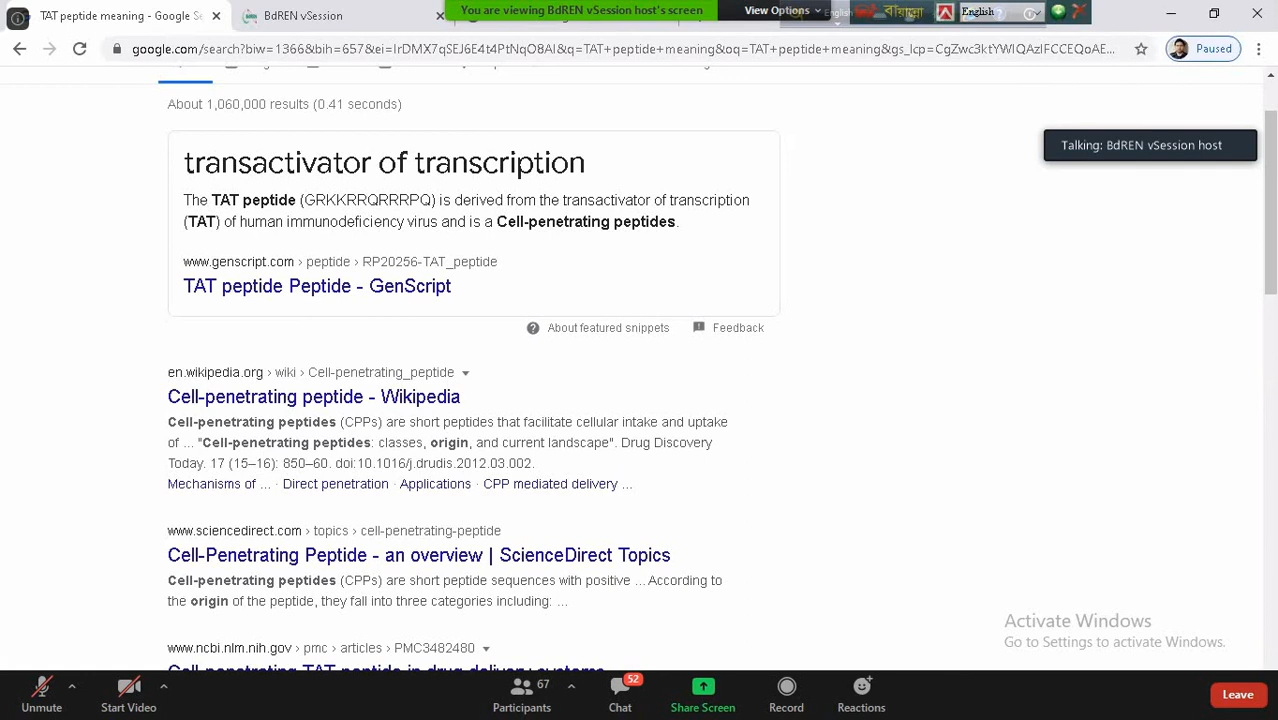 TAT peptide meaning - Google S
BdREN vSession
You are viewing BdREN vSession host's screen
View Options
English
google.com/search?biw=1366&bih=657&ei=IrDMX7qSEJ6E4t4PtNqO8AI&q=TAT+peptide+meaning&oq=TAT+peptide+meaning&gs_lcp=CgZwc3ktYWIQAzIFCCEQoAE...
Paused
About 1,060,000 results (0.41 seconds)
Talking: BdREN vSession host
transactivator of transcription
The TAT peptide (GRKKRRQRRRPQ) is derived from the transactivator of transcription
(TAT) of human immunodeficiency virus and is a Cell-penetrating peptides.
www.genscript.com › peptide › RP20256-TAT_peptide
TAT peptide Peptide - GenScript
About featured snippets
Feedback
en.wikipedia.org › wiki › Cell-penetrating_peptide
Cell-penetrating peptide - Wikipedia
Cell-penetrating peptides (CPPs) are short peptides that facilitate cellular intake and uptake
of ... "Cell-penetrating peptides: classes, origin, and current landscape". Drug Discovery
Today. 17 (15–16): 850–60. doi:10.1016/j.drudis.2012.03.002.
Mechanisms of ... · Direct penetration · Applications · CPP mediated delivery ...
www.sciencedirect.com › topics › cell-penetrating-peptide
Cell-Penetrating Peptide - an overview | ScienceDirect Topics
Cell-penetrating peptides (CPPs) are short peptide sequences with positive ... According to
the origin of the peptide, they fall into three categories including: ...
Activate Windows
Go to Settings to activate Windows.
www.ncbi.nlm.nih.gov › pmc › articles › PMC3482480
Cell-penetrating TAT peptide in drug delivery systems
Unmute
Start Video
67
Participants
52
Chat
Share Screen
Record
Reactions
Leave